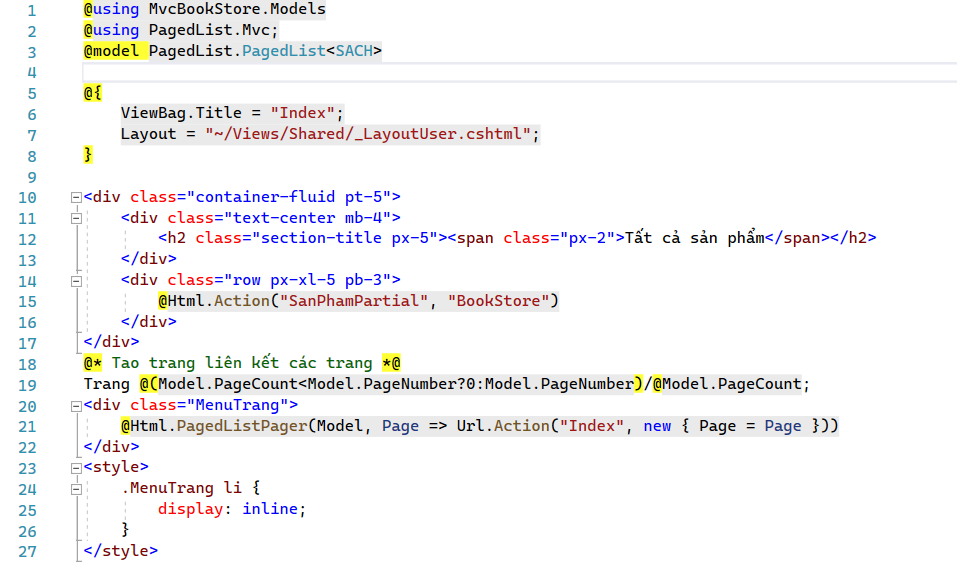 1 @using MvcBookStore.Models
2 @using PagedList.Mvc;
3 @model PagedList.PagedList<SACH>
4
5 @{
6     ViewBag.Title = "Index";
7     Layout = "~/Views/Shared/_LayoutUser.cshtml";
8 }
9
10 <div class="container-fluid pt-5">
11     <div class="text-center mb-4">
12         <h2 class="section-title px-5"><span class="px-2">Tất cả sản phẩm</span></h2>
13     </div>
14     <div class="row px-xl-5 pb-3">
15         @Html.Action("SanPhamPartial", "BookStore")
16     </div>
17 </div>
18 @* Tao trang liên kết các trang *@
19 Trang @(Model.PageCount<Model.PageNumber?0:Model.PageNumber)/@Model.PageCount;
20 <div class="MenuTrang">
21     @Html.PagedListPager(Model, Page => Url.Action("Index", new { Page = Page }))
22 </div>
23 <style>
24     .MenuTrang li {
25         display: inline;
26     }
27 </style>